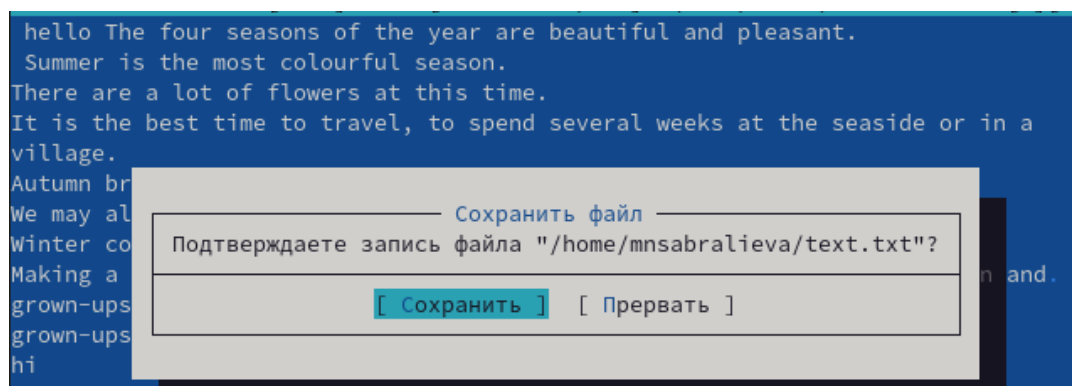 hello The four seasons of the year are beautiful and pleasant.
Summer is the most colourful season.
There are a lot of flowers at this time.
It is the best time to travel, to spend several weeks at the seaside or in a
village.
Autumn br
We may al
Сохранить файл
Winter co
Подтверждаете запись файла "/home/mnsabralieva/text.txt"?
Making a
n and.
grown-ups
[ Сохранить ] [ Прервать ]
grown-ups
hi